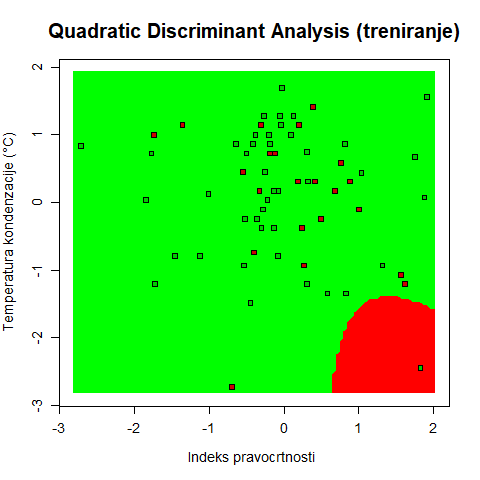 Quadratic Discriminant Analysis (treniranje)
Temperatura kondenzacije (°C)
2
1
0
-1
-2
-3
-3 -2 -1 0 1 2
Indeks pravocrtnosti